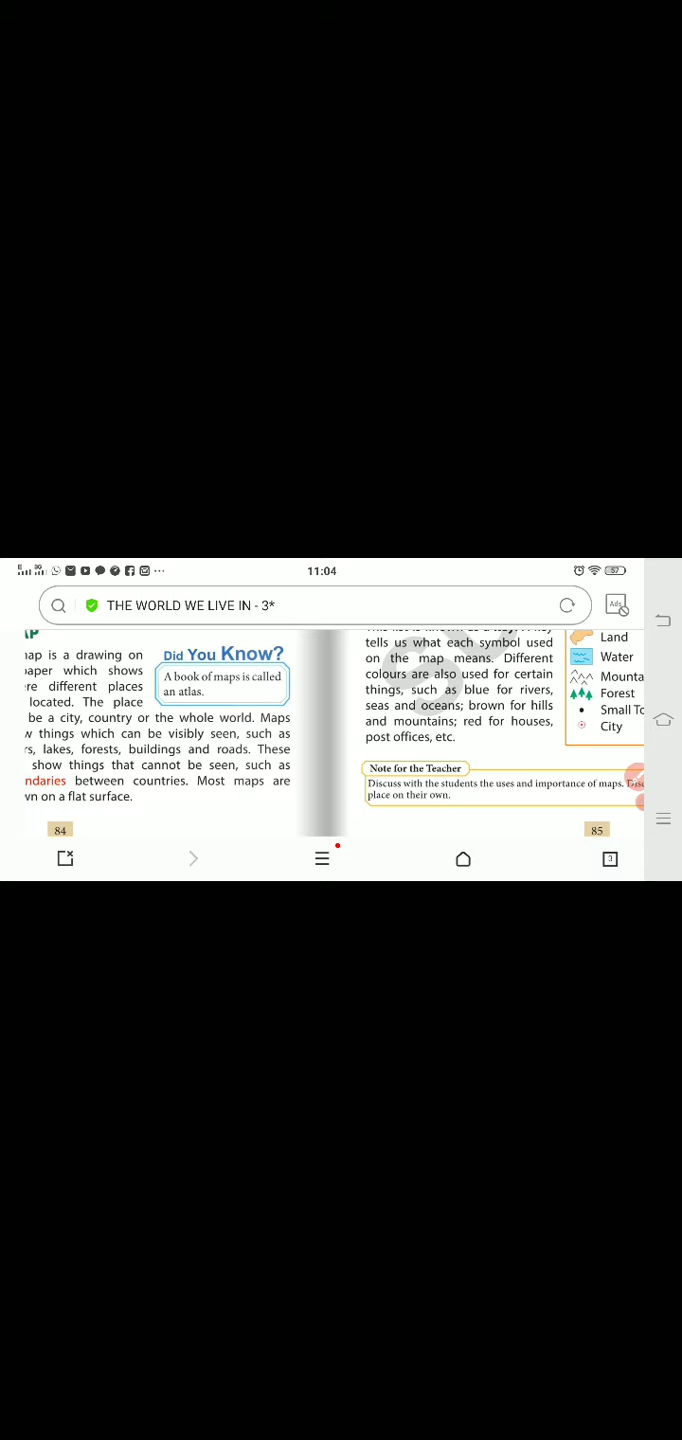 11:04
57
THE WORLD WE LIVE IN - 3*
Ads
is a drawing on
which shows
different places
located. The place
be a city, country or the whole world. Maps
things which can be visibly seen, such as
lakes, forests, buildings and roads. These
show things that cannot be seen, such as
between countries. Most maps are
on a flat surface.
Did You Know?
A book of maps is called
an atlas.
84
tells us what each symbol used
on the map means. Different
colours are also used for certain
things, such as blue for rivers,
seas and oceans; brown for hills
and mountains; red for houses,
post offices, etc.
Land
Water
Mounta
Forest
Small To
City
Note for the Teacher
Discuss with the students the uses and importance of maps.
place on their own.
85
3